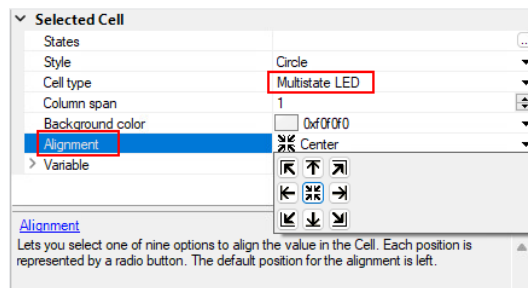 Selected Cell
States ...
Style Circle
Cell type Multistate LED
Column span 1
Background color 0xf0f0f0
Alignment Center
Variable
Alignment
Lets you select one of nine options to align the value in the Cell. Each position is
represented by a radio button. The default position for the alignment is left.